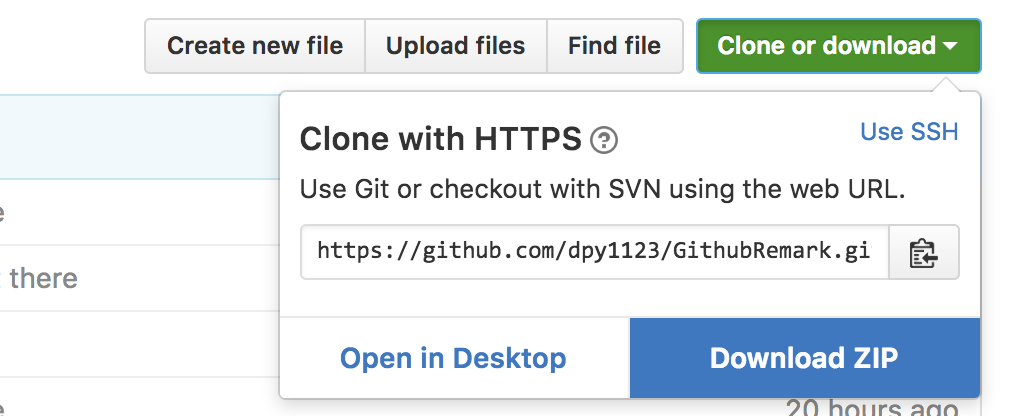 Create new file
Upload files
Find file
Clone or download
Clone with HTTPS ?
Use SSH
Use Git or checkout with SVN using the web URL.
https://github.com/dpy1123/GithubRemark.gi
there
Open in Desktop
Download ZIP
20 hours ago